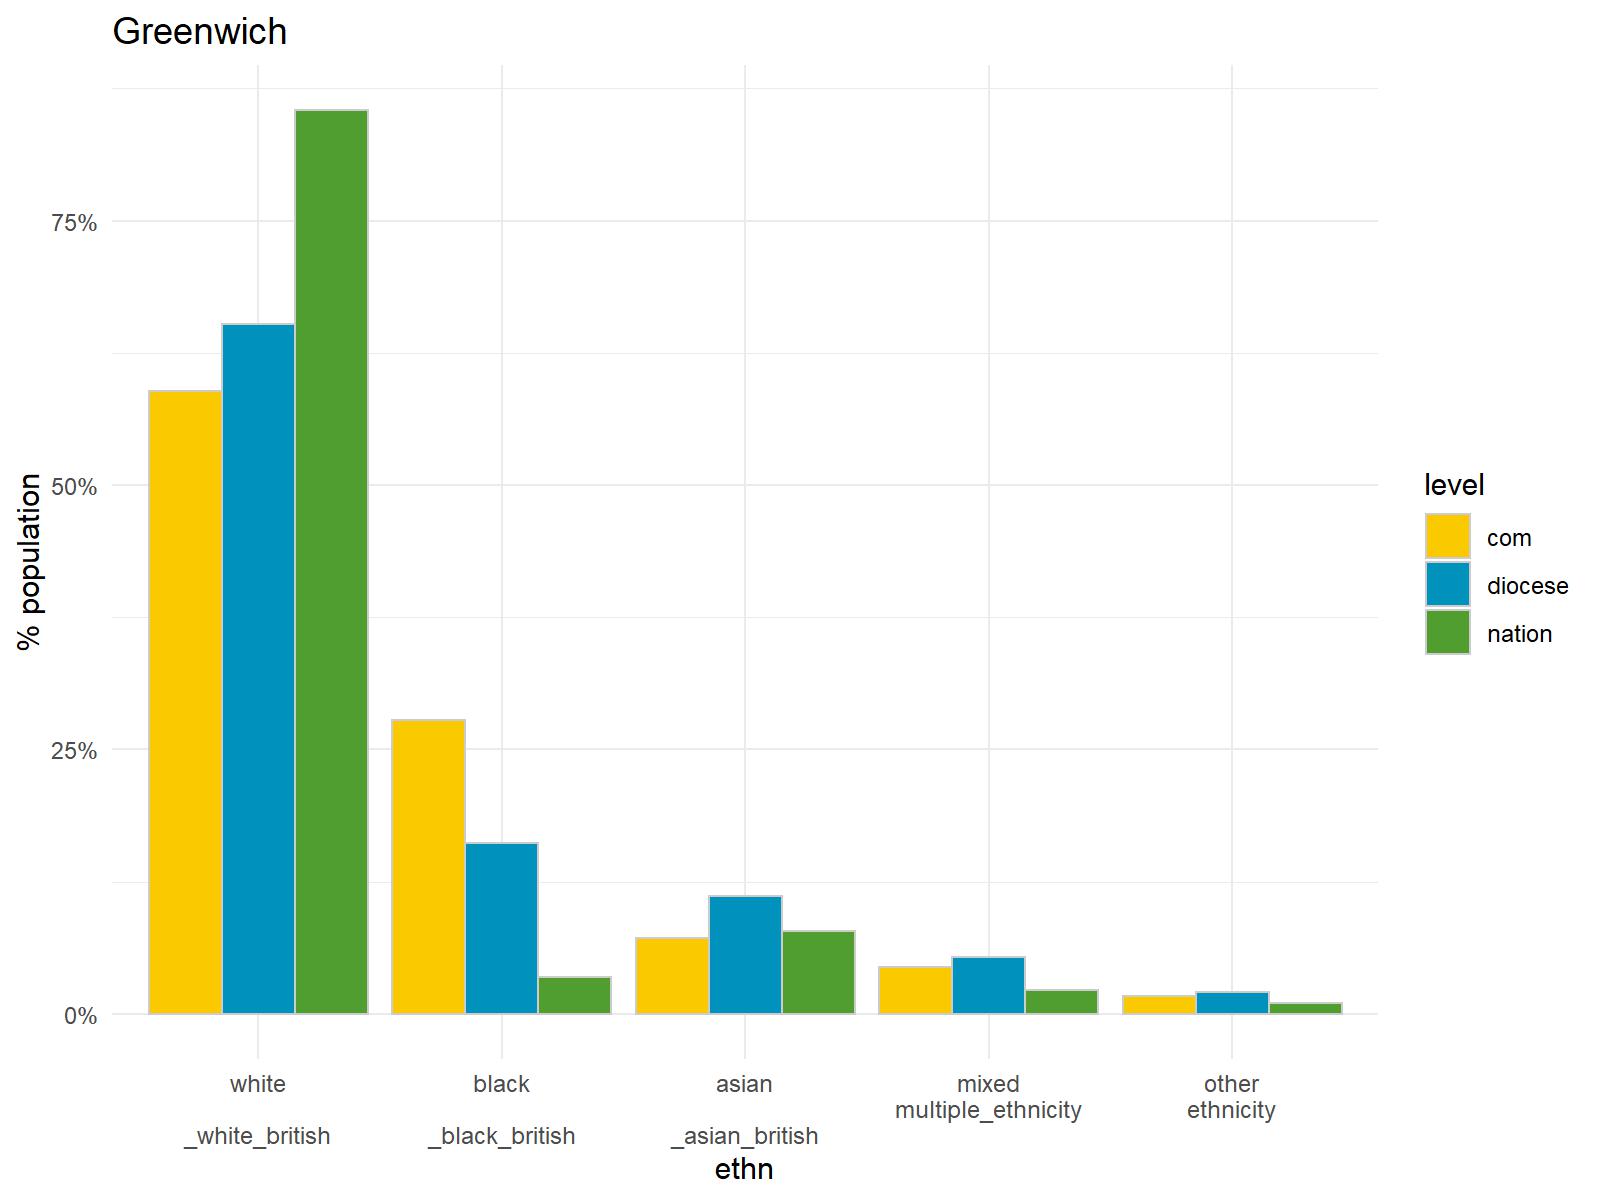 Greenwich
% population
75%
50%
25%
0%
white
_white_british
black
_black_british
asian
_asian_british
mixed
multiple_ethnicity
other
ethnicity
ethn
level
com
diocese
nation